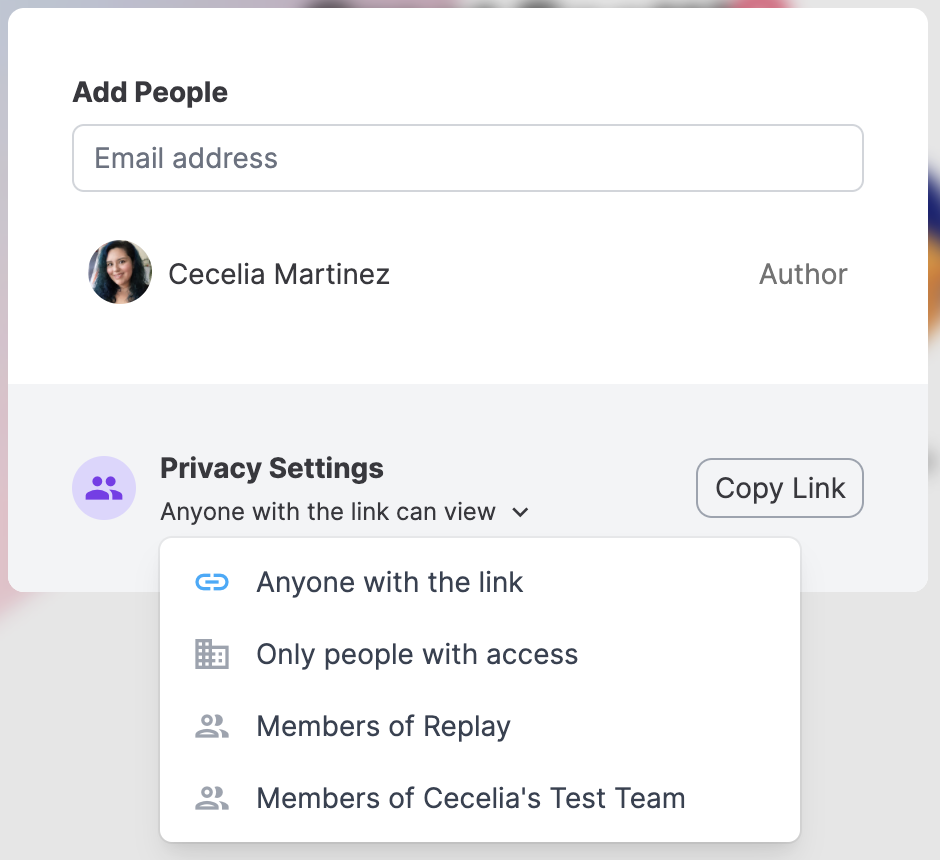 Add People
Email address
Cecelia Martinez
Author
Privacy Settings
Anyone with the link can view
Copy Link
Anyone with the link
Only people with access
Members of Replay
Members of Cecelia's Test Team